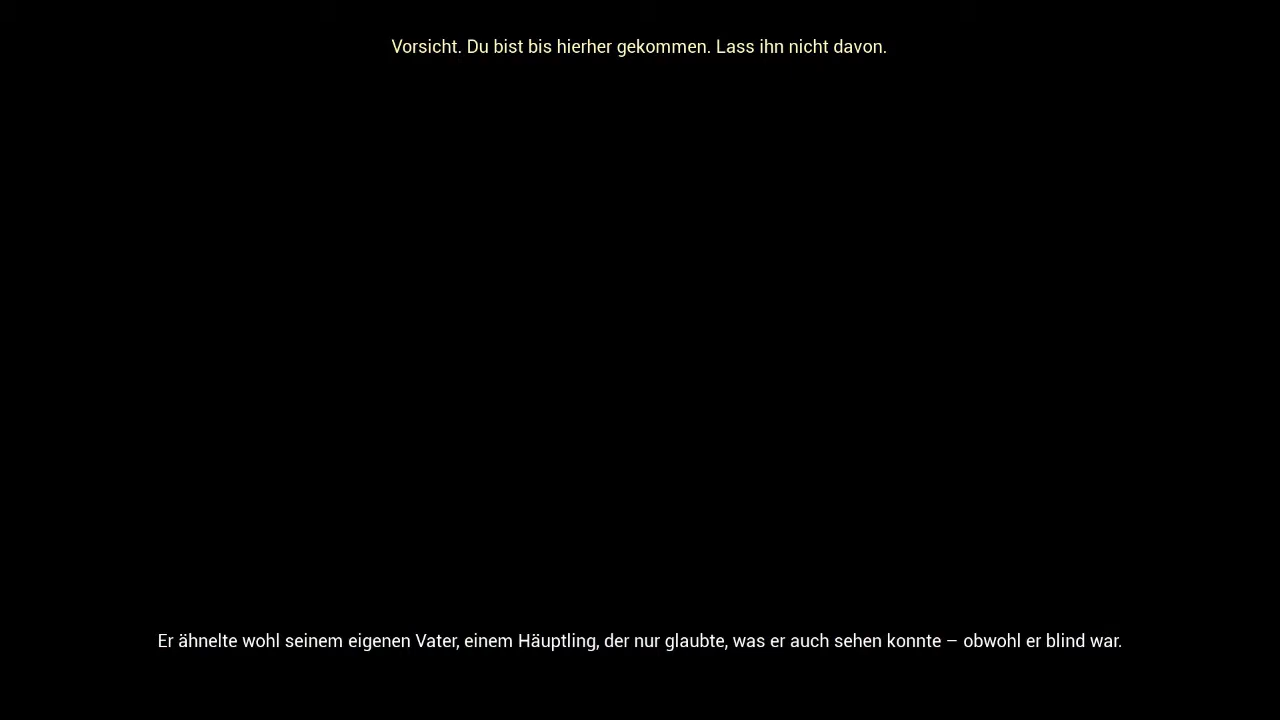 Vorsicht. Du bist bis hierher gekommen. Lass ihn nicht davon.
Er ähnelte wohl seinem eigenen Vater, einem Häuptling, der nur glaubte, was er auch sehen konnte – obwohl er blind war.